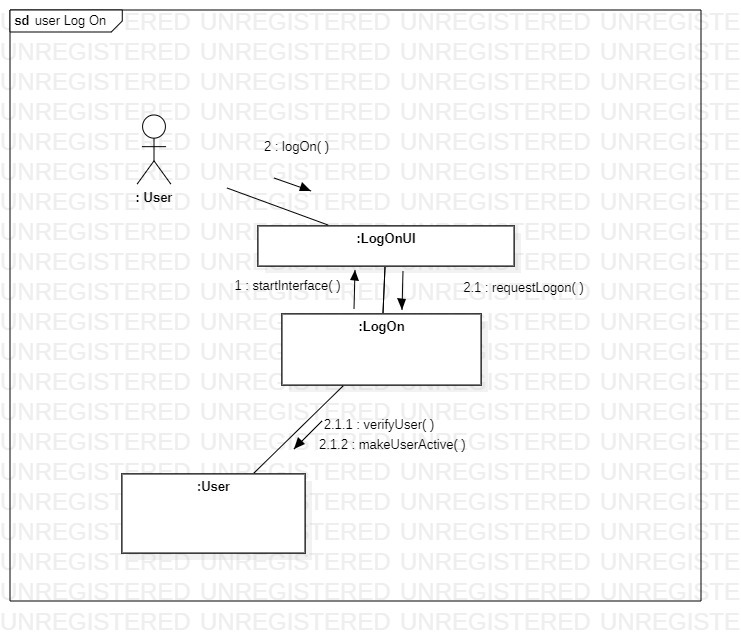 sd user Log On
2 : logOn( )
: User
:LogOnUI
1 : startInterface( )
2.1 : requestLogon( )
:LogOn
2.1.1 : verifyUser( )
2.1.2 : makeUserActive( )
:User
UNREGISTERED